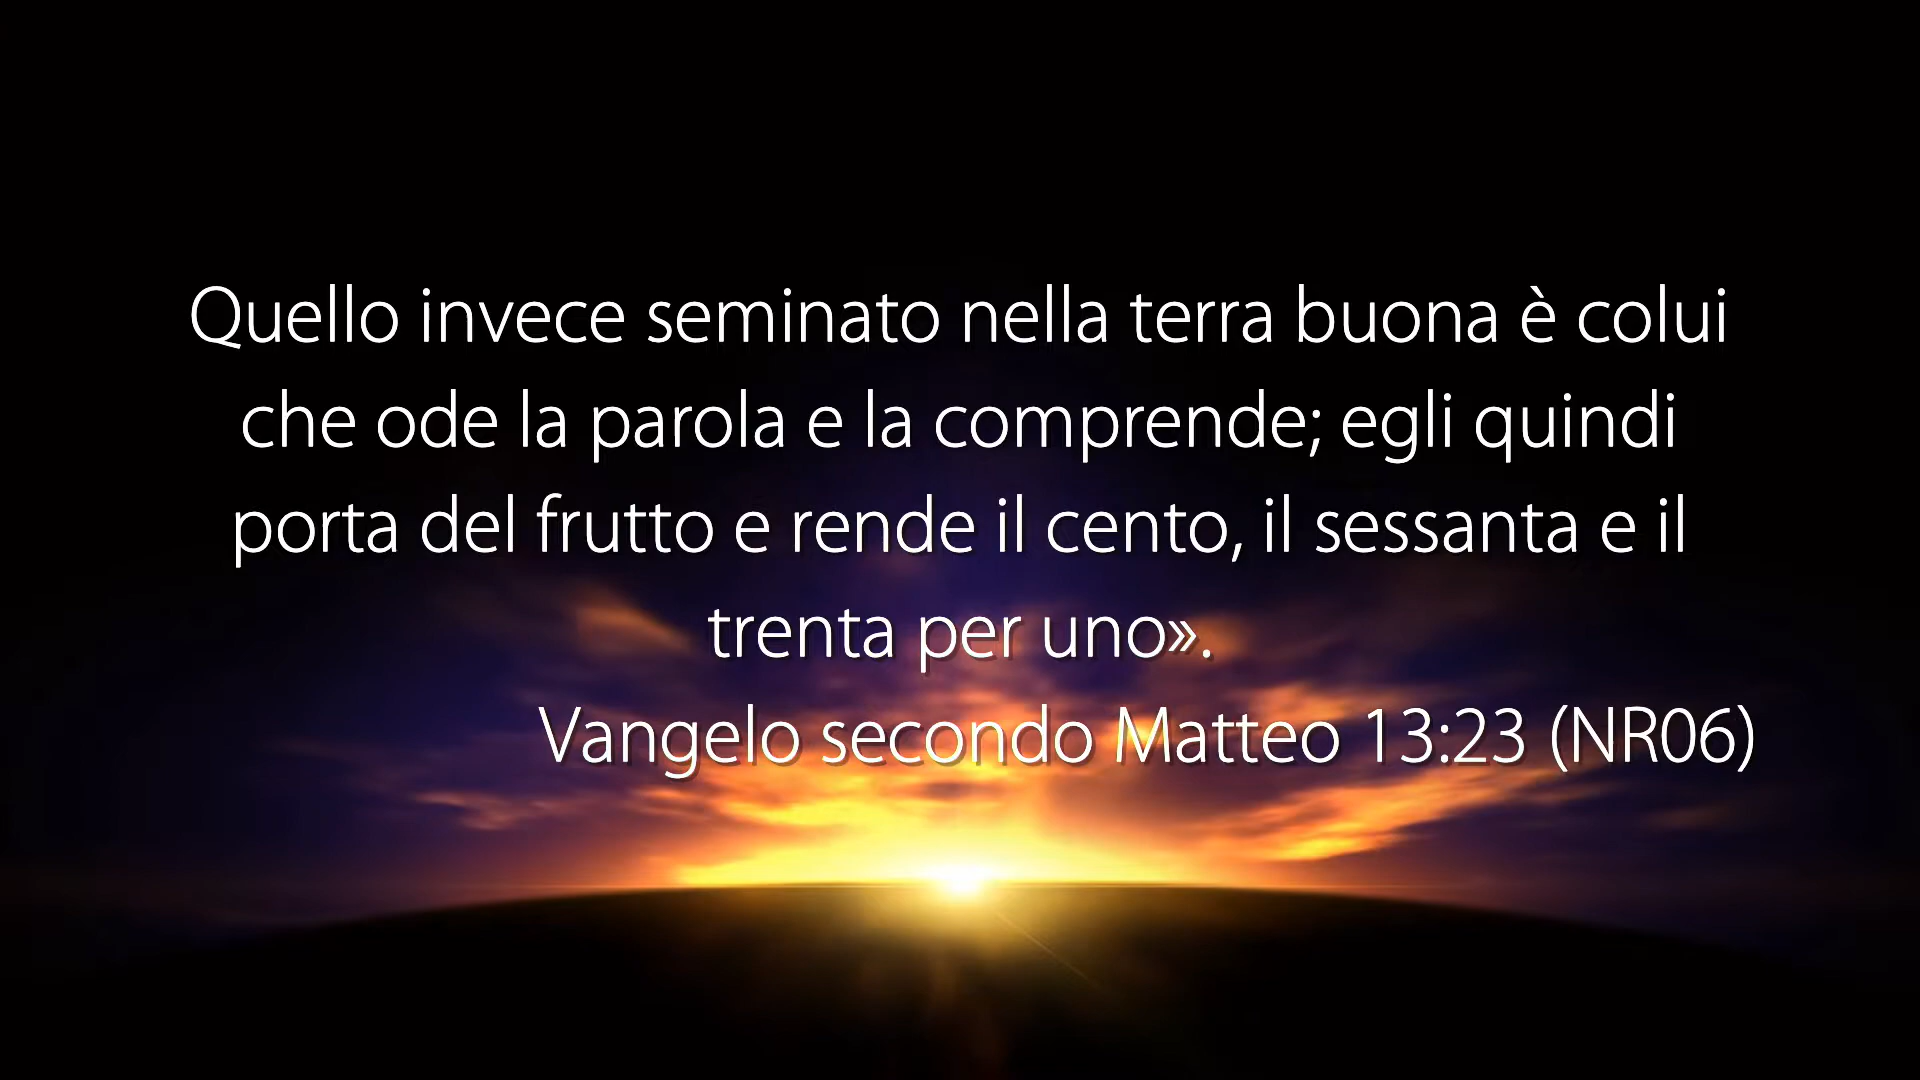 Quello invece seminato nella terra buona è colui
che ode la parola e la comprende; egli quindi
porta del frutto e rende il cento, il sessanta e il
trenta per uno».
Vangelo secondo Matteo 13:23 (NR06)